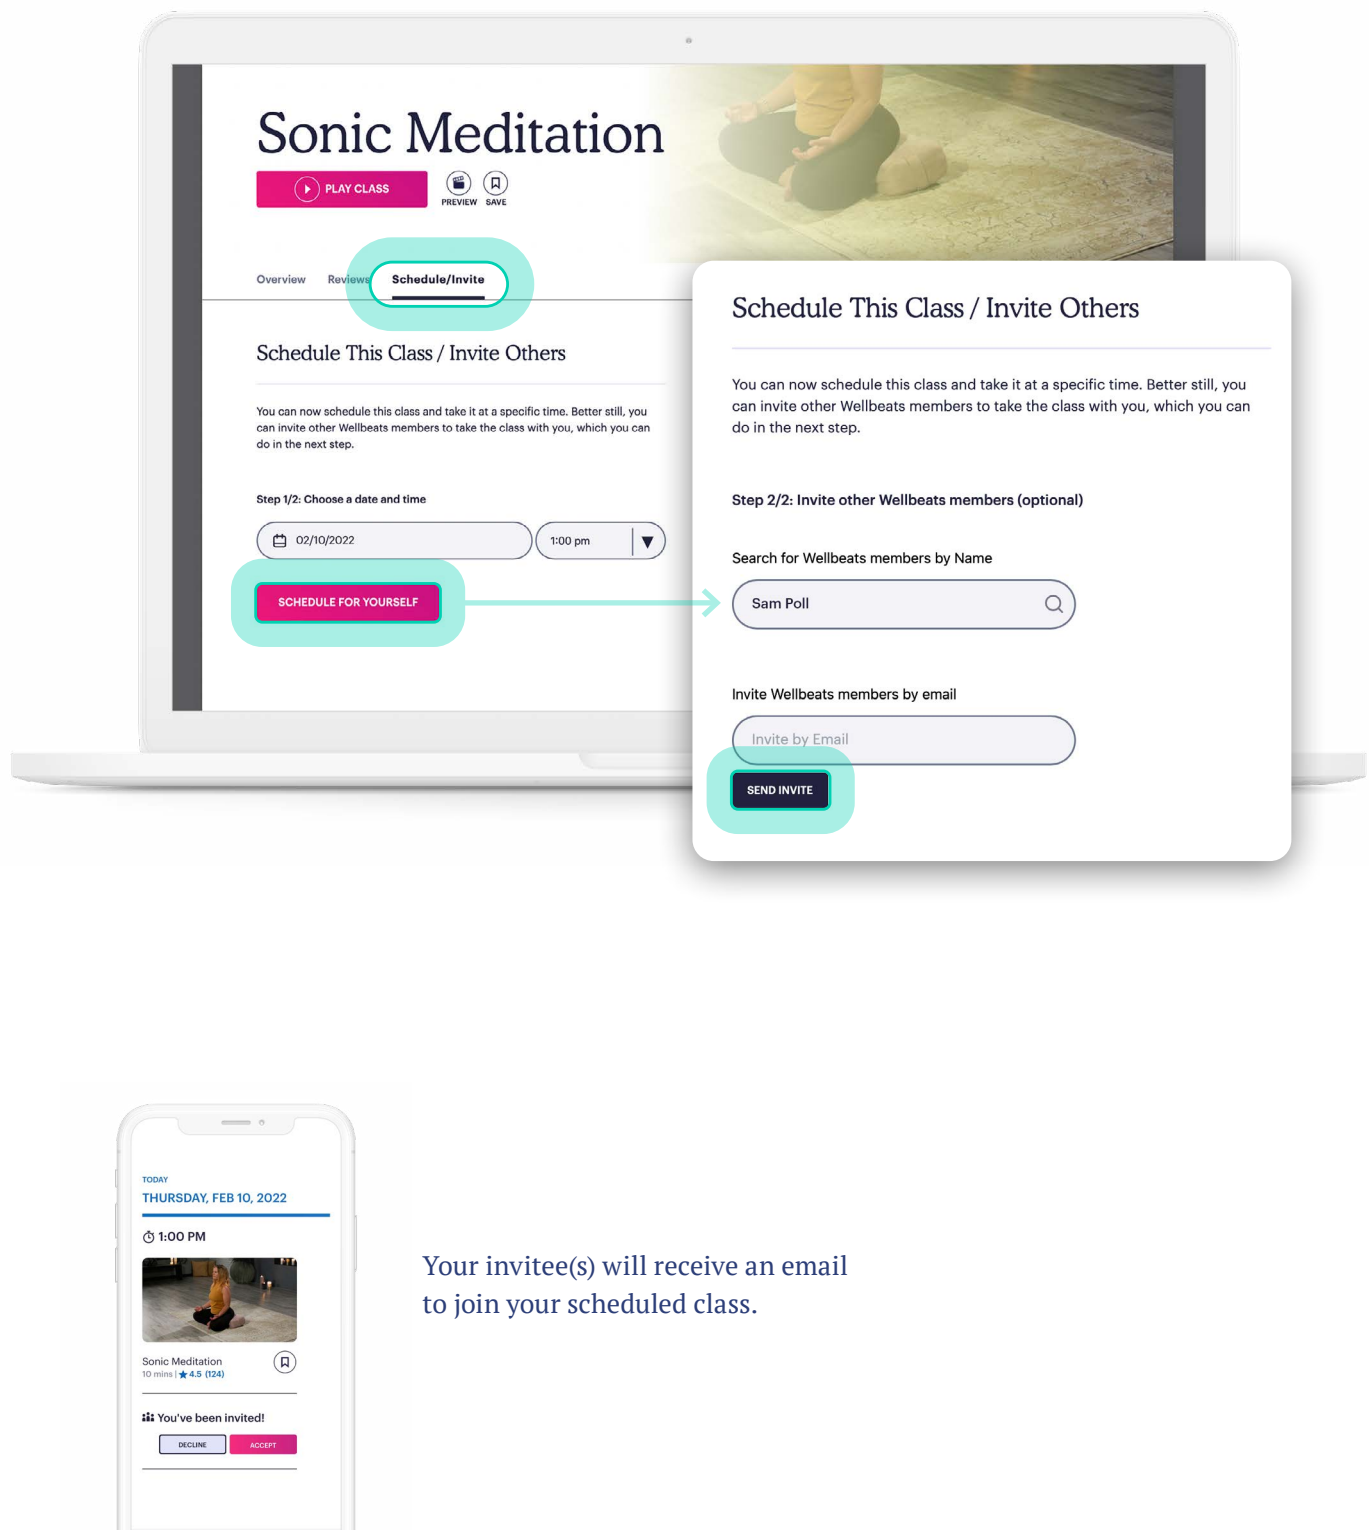 Sonic Meditation
PLAY CLASS
PREVIEW SAVE
Overview Reviews Schedule/Invite
Schedule This Class / Invite Others
You can now schedule this class and take it at a specific time. Better still, you
can invite other Wellbeats members to take the class with you, which you can
do in the next step.
Step 1/2: Choose a date and time
02/10/2022 1:00 pm
SCHEDULE FOR YOURSELF
Schedule This Class / Invite Others
You can now schedule this class and take it at a specific time. Better still, you
can invite other Wellbeats members to take the class with you, which you can
do in the next step.
Step 2/2: Invite other Wellbeats members (optional)
Search for Wellbeats members by Name
Sam Poll
Invite Wellbeats members by email
Invite by Email
SEND INVITE
TODAY
THURSDAY, FEB 10, 2022
1:00 PM
Sonic Meditation
10 mins | ★ 4.5 (124)
You've been invited!
DECLINE ACCEPT
Your invitee(s) will receive an email
to join your scheduled class.